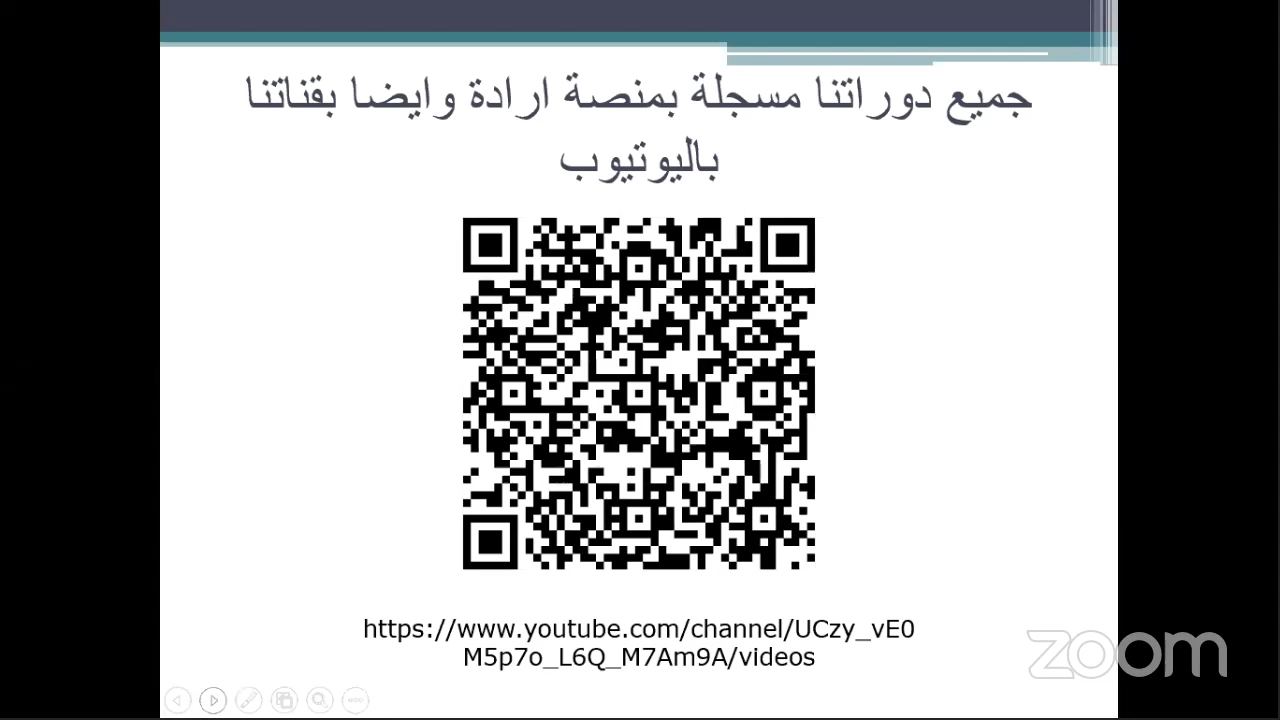 جميع دوراتنا مسجلة بمنصة ارادة وايضا بقناتنا
باليوتيوب
https://www.youtube.com/channel/UCzy_vE0
M5p7o_L6Q_M7Am9A/videos
zoom